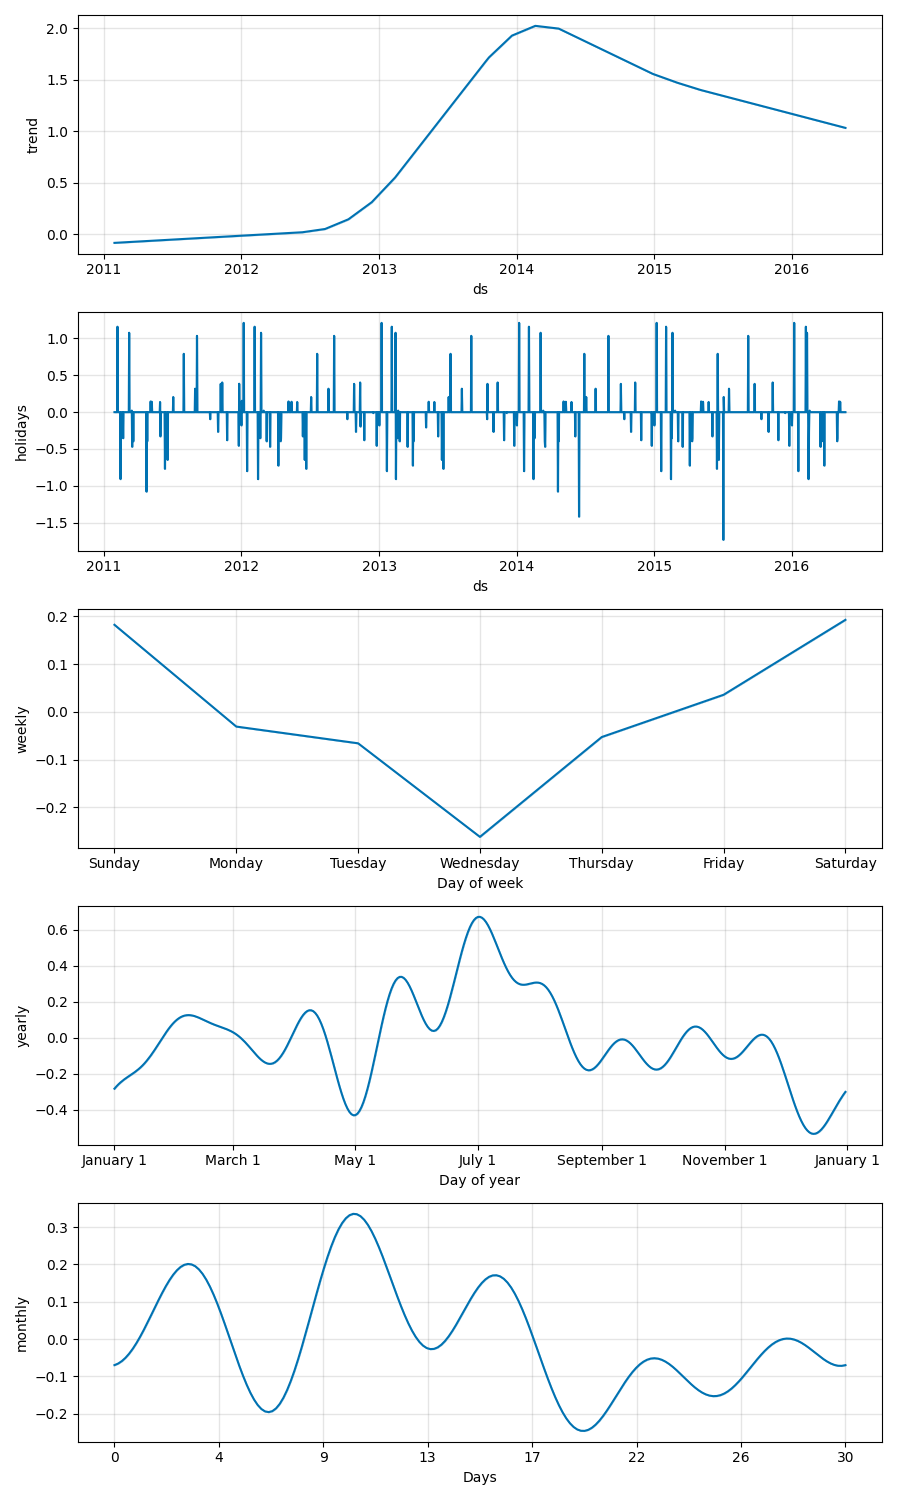 2.0
1.5
1.0
0.5
0.0
trend
2011 2012 2013 2014 2015 2016
ds
1.0
0.5
0.0
−0.5
−1.0
−1.5
holidays
2011 2012 2013 2014 2015 2016
ds
0.2
0.1
0.0
−0.1
−0.2
weekly
Sunday Monday Tuesday Wednesday Thursday Friday Saturday
Day of week
0.6
0.4
0.2
0.0
−0.2
−0.4
yearly
January 1 March 1 May 1 July 1 September 1 November 1 January 1
Day of year
0.3
0.2
0.1
0.0
−0.1
−0.2
monthly
0 4 9 13 17 22 26 30
Days